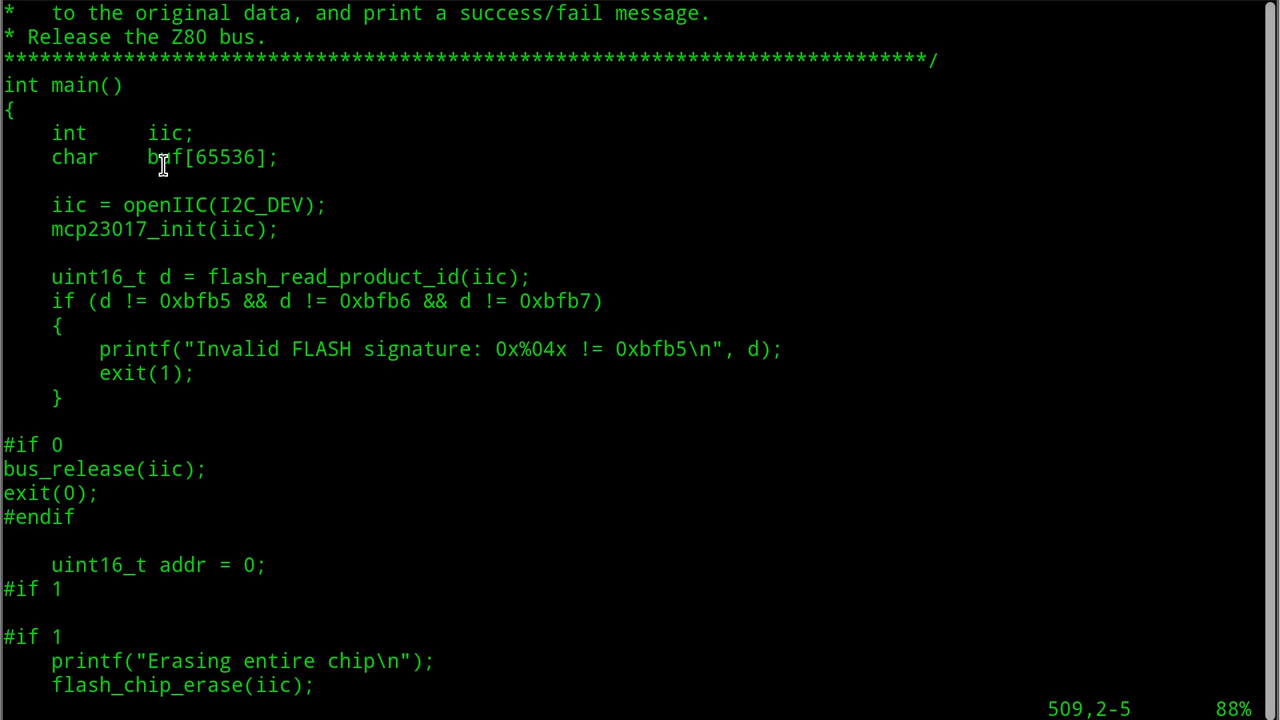 *   to the original data, and print a success/fail message.
* Release the Z80 bus.
*****************************************************************************/
int main()
{
    int     iic;
    char    buf[65536];

    iic = openIIC(I2C_DEV);
    mcp23017_init(iic);

    uint16_t d = flash_read_product_id(iic);
    if (d != 0xbfb5 && d != 0xbfb6 && d != 0xbfb7)
    {
        printf("Invalid FLASH signature: 0x%04x != 0xbfb5\n", d);
        exit(1);
    }

#if 0
bus_release(iic);
exit(0);
#endif

    uint16_t addr = 0;
#if 1

#if 1
    printf("Erasing entire chip\n");
    flash_chip_erase(iic);
509,2-5       88%